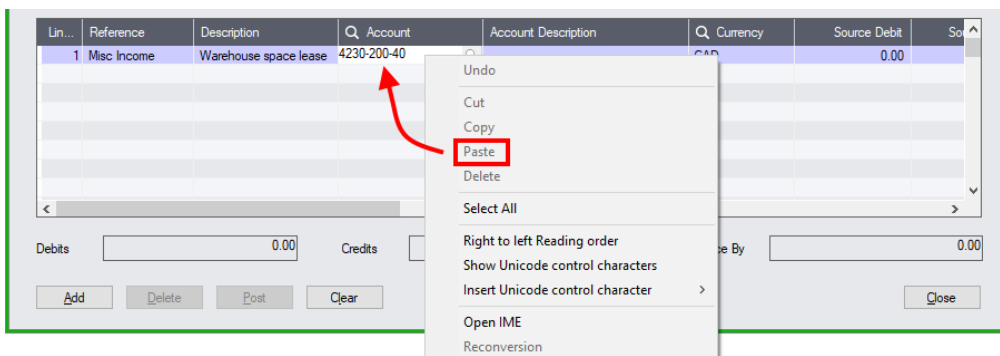 Lin... Reference Description Account Account Description Currency Source Debit
1 Misc Income Warehouse space lease 4230-200-40 CAD 0.00
Undo
Cut
Copy
Paste
Delete
Select All
Debits 0.00 Credits Right to left Reading order By 0.00
Show Unicode control characters
Insert Unicode control character >
Add Delete Post Clear Close
Open IME
Reconversion